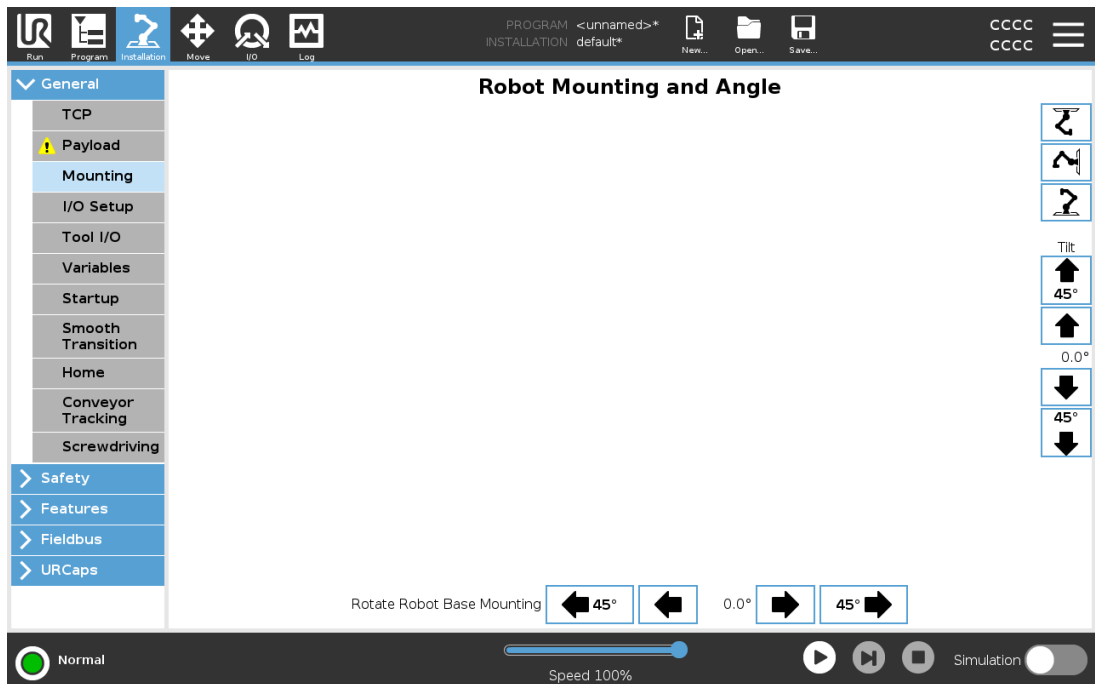 PROGRAM <unnamed>*
INSTALLATION default*
CCCC
CCCC
Run Program Installation Move I/O Log New... Open... Save...
General
TCP
Payload
Mounting
I/O Setup
Tool I/O
Variables
Startup
Smooth
Transition
Home
Conveyor
Tracking
Screwdriving
Safety
Features
Fieldbus
URCaps
Robot Mounting and Angle
Tilt
45°
0.0°
45°
Rotate Robot Base Mounting 45° 0.0° 45°
Normal
Speed 100%
Simulation